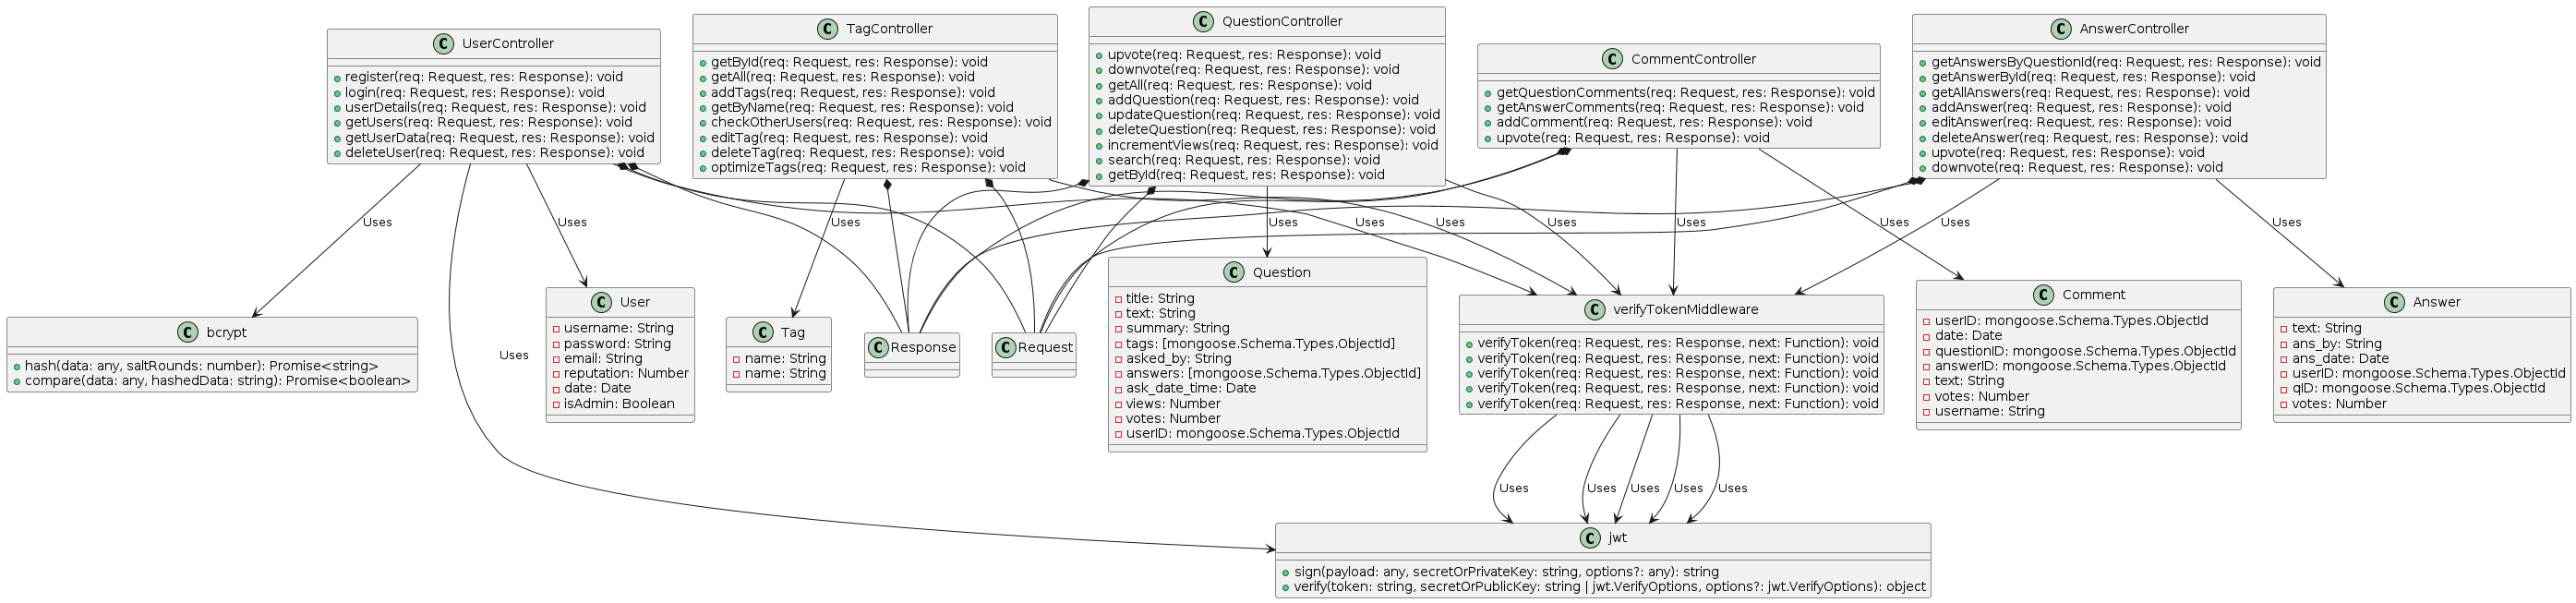 UserController
register(req: Request, res: Response): void
login(req: Request, res: Response): void
userDetails(req: Request, res: Response): void
getUsers(req: Request, res: Response): void
getUserData(req: Request, res: Response): void
deleteUser(req: Request, res: Response): void
TagController
getById(req: Request, res: Response): void
getAll(req: Request, res: Response): void
addTags(req: Request, res: Response): void
getByName(req: Request, res: Response): void
checkOtherUsers(req: Request, res: Response): void
editTag(req: Request, res: Response): void
deleteTag(req: Request, res: Response): void
optimizeTags(req: Request, res: Response): void
QuestionController
upvote(req: Request, res: Response): void
downvote(req: Request, res: Response): void
getAll(req: Request, res: Response): void
addQuestion(req: Request, res: Response): void
updateQuestion(req: Request, res: Response): void
deleteQuestion(req: Request, res: Response): void
incrementViews(req: Request, res: Response): void
search(req: Request, res: Response): void
getById(req: Request, res: Response): void
CommentController
getQuestionComments(req: Request, res: Response): void
getAnswerComments(req: Request, res: Response): void
addComment(req: Request, res: Response): void
upvote(req: Request, res: Response): void
AnswerController
getAnswersByQuestionId(req: Request, res: Response): void
getAnswerById(req: Request, res: Response): void
getAllAnswers(req: Request, res: Response): void
addAnswer(req: Request, res: Response): void
editAnswer(req: Request, res: Response): void
deleteAnswer(req: Request, res: Response): void
upvote(req: Request, res: Response): void
downvote(req: Request, res: Response): void
Uses
Uses
Uses
Uses
Uses
Uses
Uses
Uses
Uses
Uses
Uses
bcrypt
hash(data: any, saltRounds: number): Promise<string>
compare(data: any, hashedData: string): Promise<boolean>
Uses
User
username: String
password: String
email: String
reputation: Number
date: Date
isAdmin: Boolean
Tag
name: String
name: String
Response
Request
Question
title: String
text: String
summary: String
tags: [mongoose.Schema.Types.ObjectId]
asked_by: String
answers: [mongoose.Schema.Types.ObjectId]
ask_date_time: Date
views: Number
votes: Number
userID: mongoose.Schema.Types.ObjectId
verifyTokenMiddleware
verifyToken(req: Request, res: Response, next: Function): void
verifyToken(req: Request, res: Response, next: Function): void
verifyToken(req: Request, res: Response, next: Function): void
verifyToken(req: Request, res: Response, next: Function): void
verifyToken(req: Request, res: Response, next: Function): void
Comment
userID: mongoose.Schema.Types.ObjectId
date: Date
questionID: mongoose.Schema.Types.ObjectId
answerID: mongoose.Schema.Types.ObjectId
text: String
votes: Number
username: String
Answer
text: String
ans_by: String
ans_date: Date
userID: mongoose.Schema.Types.ObjectId
qID: mongoose.Schema.Types.ObjectId
votes: Number
Uses
Uses
Uses
Uses
Uses
jwt
sign(payload: any, secretOrPrivateKey: string, options?: any): string
verify(token: string, secretOrPublicKey: string | jwt.VerifyOptions, options?: jwt.VerifyOptions): object